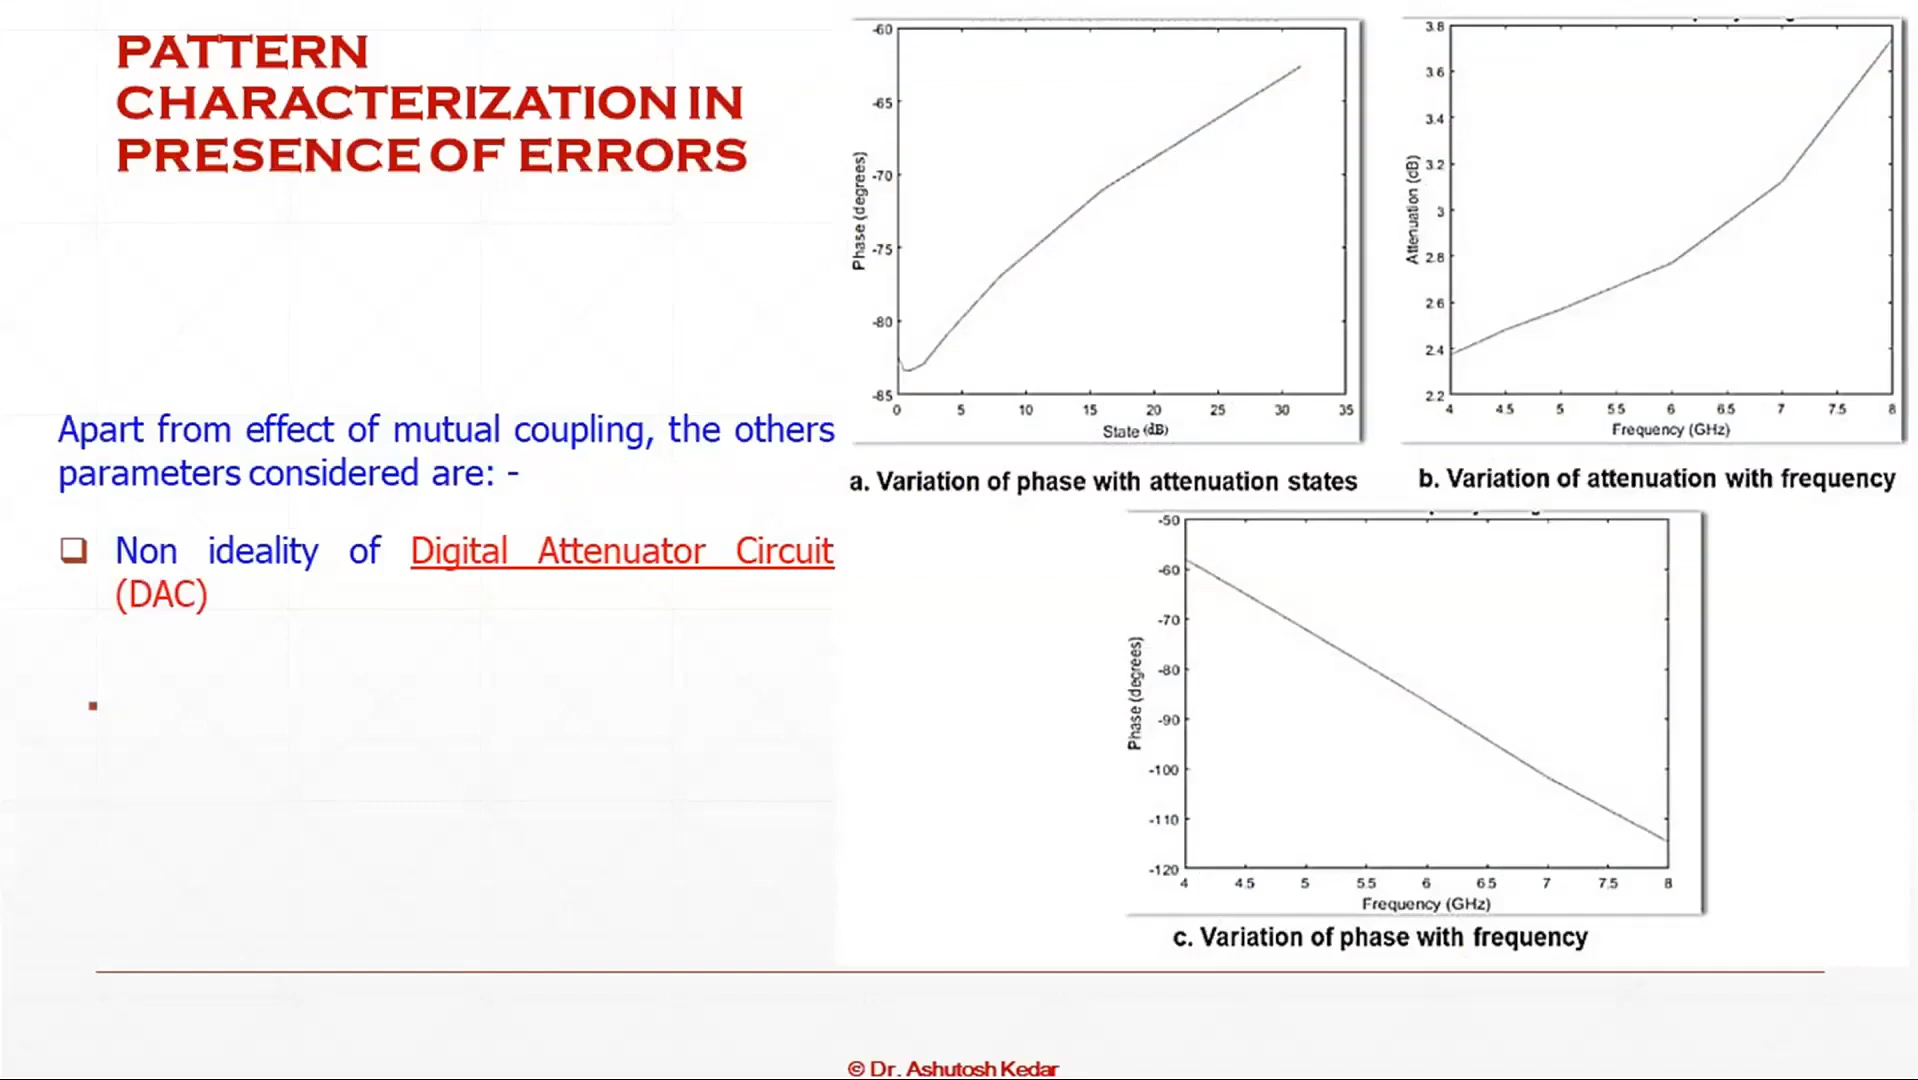 PATTERN
CHARACTERIZATION IN
PRESENCE OF ERRORS
Apart from effect of mutual coupling, the others
parameters considered are: -
Non ideality of Digital Attenuator Circuit
(DAC)
-60
-65
-70
-75
-80
-85
Phase (degrees)
0 5 10 15 20 25 30 35
State (dB)
a. Variation of phase with attenuation states
3.8
3.6
3.4
3.2
3
2.8
2.6
2.4
2.2
Attenuation (dB)
4 4.5 5 5.5 6 6.5 7 7.5 8
Frequency (GHz)
b. Variation of attenuation with frequency
-50
-60
-70
-80
-90
-100
-110
-120
Phase (degrees)
4 4.5 5 5.5 6 6.5 7 7.5 8
Frequency (GHz)
c. Variation of phase with frequency
© Dr. Ashutosh Kedar